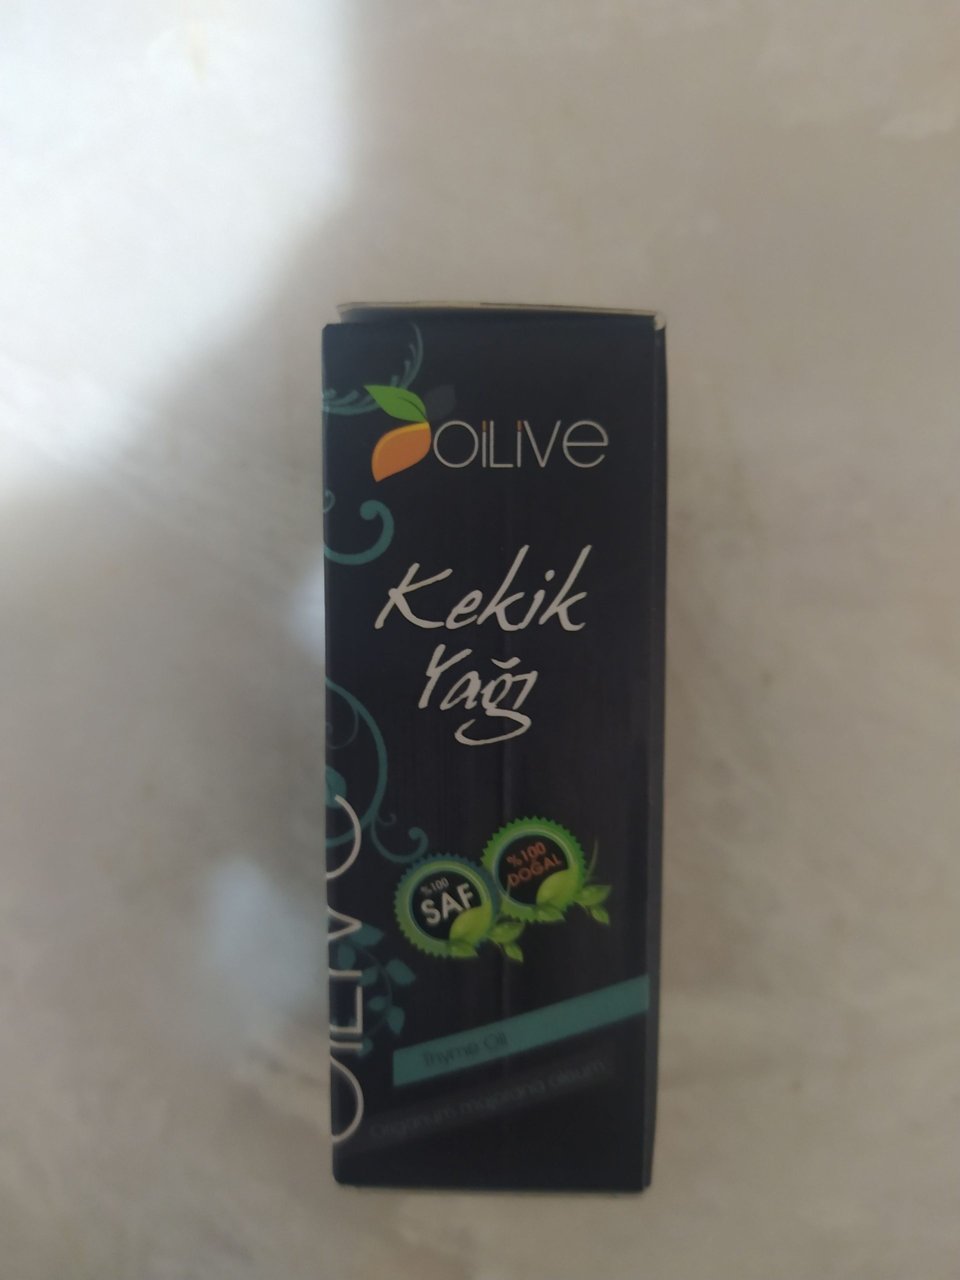 OiLiVe
Kekik
Yağı
%100
SAF
%100
DOĞAL
Thyme Oil
OiLiVe